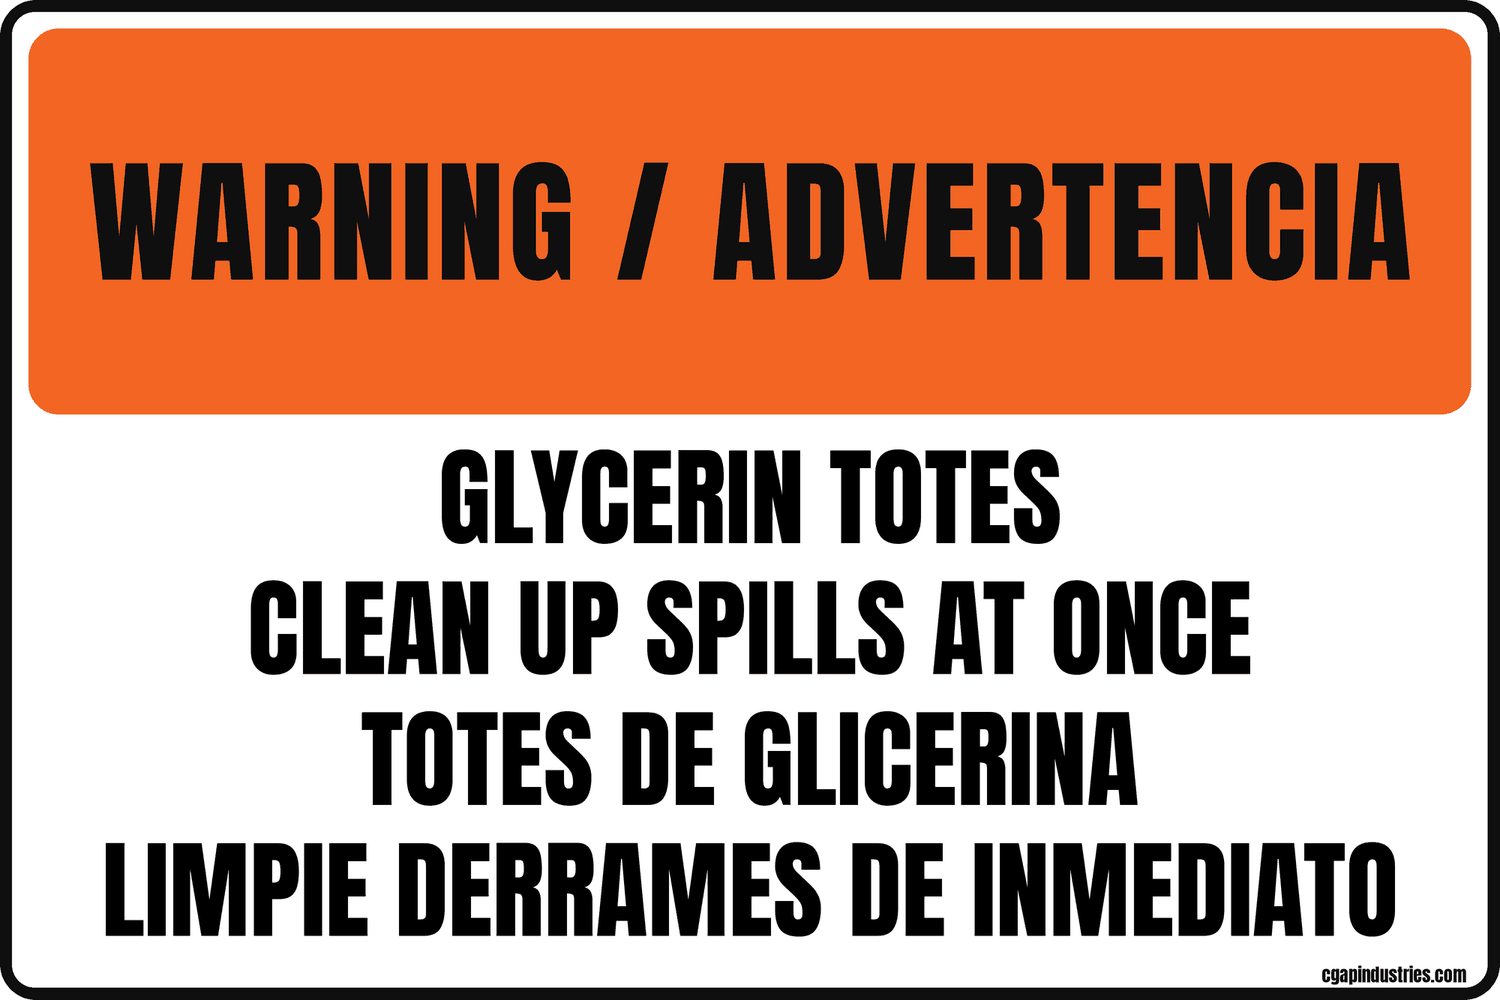 WARNING / ADVERTENCIA
GLYCERIN TOTES
CLEAN UP SPILLS AT ONCE
TOTES DE GLICERINA
LIMPIE DERRAMES DE INMEDIATO
cgapindustries.com